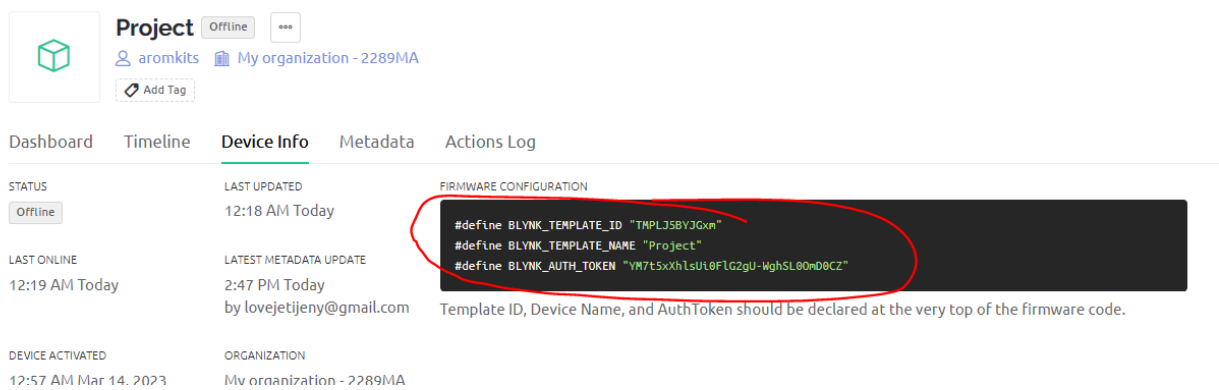 Project Offline •••
aromkits My organization - 2289MA
Add Tag
Dashboard Timeline Device Info Metadata Actions Log
STATUS
Offline
LAST UPDATED
12:18 AM Today
FIRMWARE CONFIGURATION
#define BLYNK_TEMPLATE_ID "TMPLJSBYJGxm"
#define BLYNK_TEMPLATE_NAME "Project"
#define BLYNK_AUTH_TOKEN "YM7t5xXhlsUi0FlG2gU-WghSL0OmD0CZ"
LAST ONLINE
12:19 AM Today
LATEST METADATA UPDATE
2:47 PM Today
by lovejetijeny@gmail.com
Template ID, Device Name, and AuthToken should be declared at the very top of the firmware code.
DEVICE ACTIVATED
12:57 AM Mar 14, 2023
ORGANIZATION
My organization - 2289MA